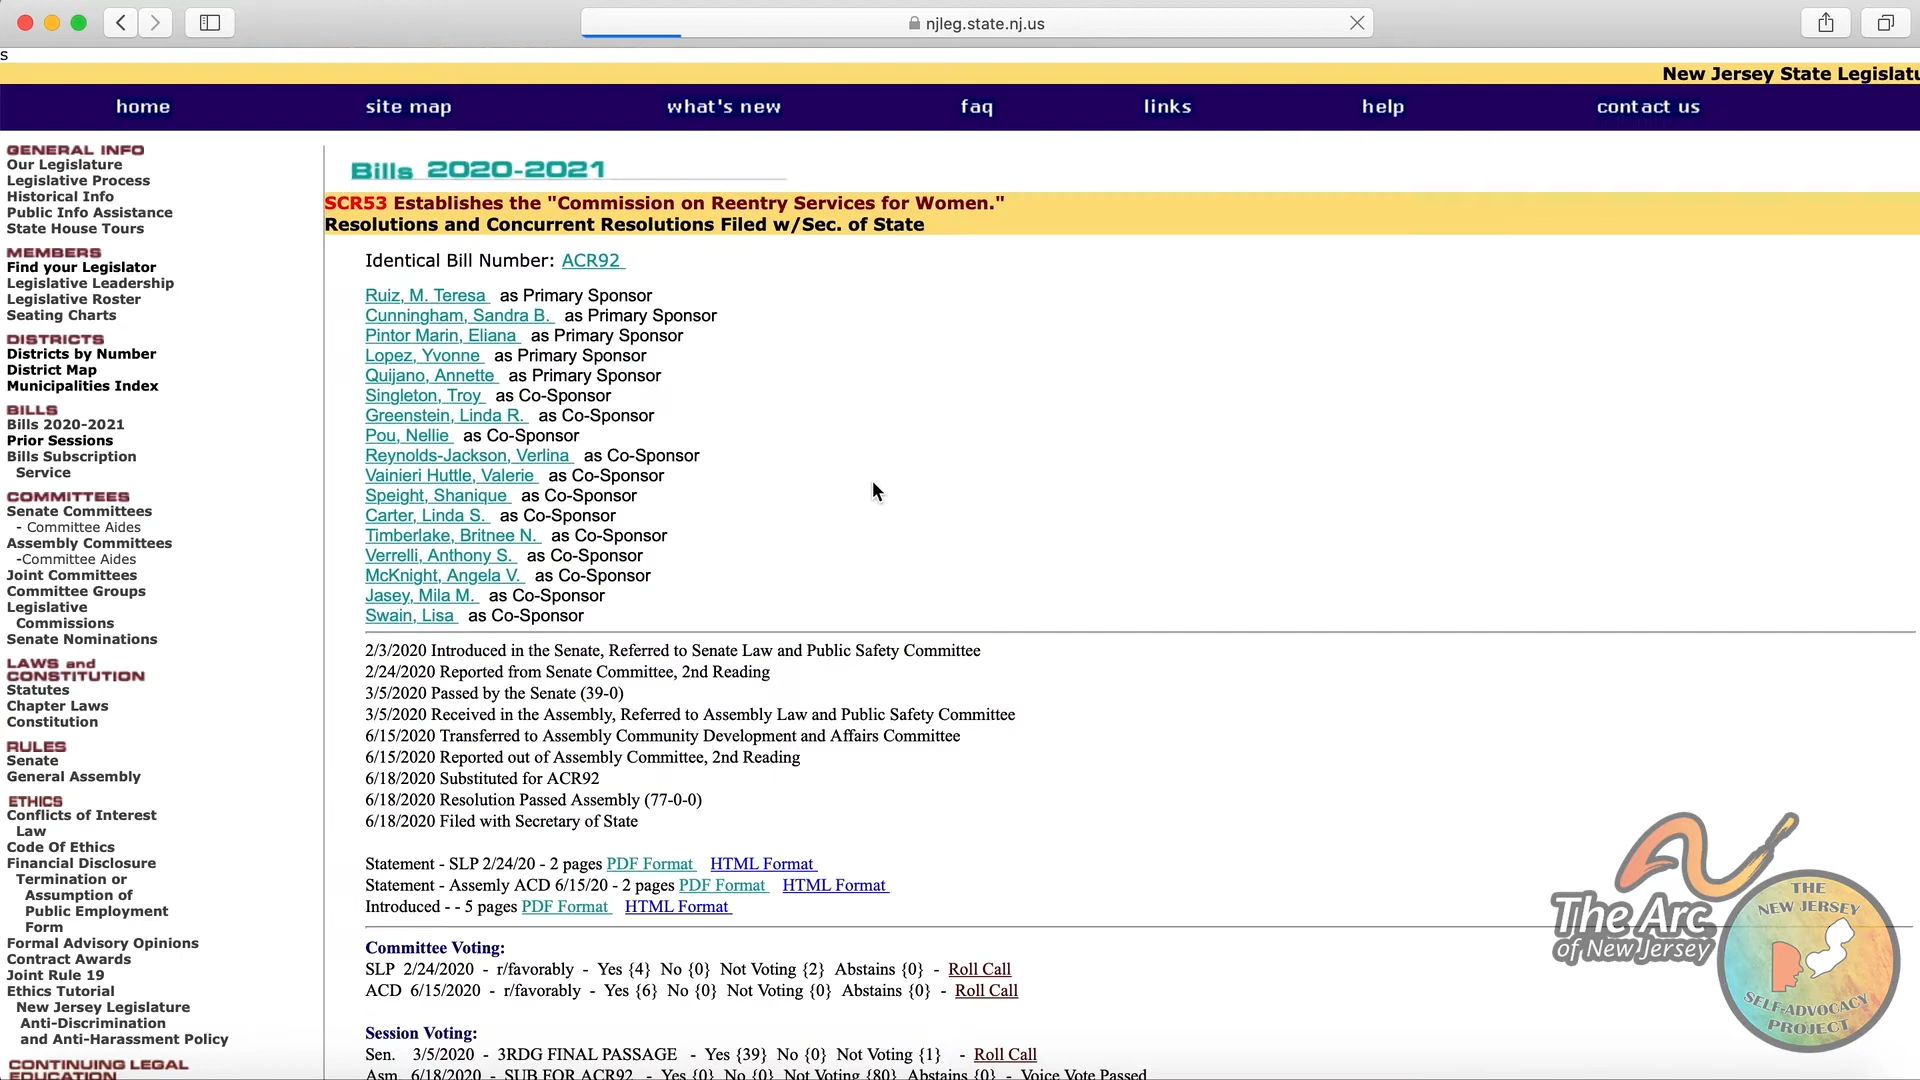 njleg.state.nj.us
s
New Jersey State Legislatu
home site map what's new faq links help contact us
GENERAL INFO
Our Legislature
Legislative Process
Historical Info
Public Info Assistance
State House Tours
MEMBERS
Find your Legislator
Legislative Leadership
Legislative Roster
Seating Charts
DISTRICTS
Districts by Number
District Map
Municipalities Index
BILLS
Bills 2020-2021
Prior Sessions
Bills Subscription
Service
COMMITTEES
Senate Committees
- Committee Aides
Assembly Committees
-Committee Aides
Joint Committees
Committee Groups
Legislative
Commissions
Senate Nominations
LAWS and
CONSTITUTION
Statutes
Chapter Laws
Constitution
RULES
Senate
General Assembly
ETHICS
Conflicts of Interest
Law
Code Of Ethics
Financial Disclosure
Termination or
Assumption of
Public Employment
Form
Formal Advisory Opinions
Contract Awards
Joint Rule 19
Ethics Tutorial
New Jersey Legislature
Anti-Discrimination
and Anti-Harassment Policy
CONTINUING LEGAL
EDUCATION
Bills 2020-2021
SCR53 Establishes the "Commission on Reentry Services for Women."
Resolutions and Concurrent Resolutions Filed w/Sec. of State
Identical Bill Number: ACR92
Ruiz, M. Teresa as Primary Sponsor
Cunningham, Sandra B. as Primary Sponsor
Pintor Marin, Eliana as Primary Sponsor
Lopez, Yvonne as Primary Sponsor
Quijano, Annette as Primary Sponsor
Singleton, Troy as Co-Sponsor
Greenstein, Linda R. as Co-Sponsor
Pou, Nellie as Co-Sponsor
Reynolds-Jackson, Verlina as Co-Sponsor
Vainieri Huttle, Valerie as Co-Sponsor
Speight, Shanique as Co-Sponsor
Carter, Linda S. as Co-Sponsor
Timberlake, Britnee N. as Co-Sponsor
Verrelli, Anthony S. as Co-Sponsor
McKnight, Angela V. as Co-Sponsor
Jasey, Mila M. as Co-Sponsor
Swain, Lisa as Co-Sponsor
2/3/2020 Introduced in the Senate, Referred to Senate Law and Public Safety Committee
2/24/2020 Reported from Senate Committee, 2nd Reading
3/5/2020 Passed by the Senate (39-0)
3/5/2020 Received in the Assembly, Referred to Assembly Law and Public Safety Committee
6/15/2020 Transferred to Assembly Community Development and Affairs Committee
6/15/2020 Reported out of Assembly Committee, 2nd Reading
6/18/2020 Substituted for ACR92
6/18/2020 Resolution Passed Assembly (77-0-0)
6/18/2020 Filed with Secretary of State
Statement - SLP 2/24/20 - 2 pages PDF Format HTML Format
Statement - Assemly ACD 6/15/20 - 2 pages PDF Format HTML Format
Introduced - - 5 pages PDF Format HTML Format
Committee Voting:
SLP 2/24/2020 - r/favorably - Yes {4} No {0} Not Voting {2} Abstains {0} - Roll Call
ACD 6/15/2020 - r/favorably - Yes {6} No {0} Not Voting {0} Abstains {0} - Roll Call
Session Voting:
Sen. 3/5/2020 - 3RDG FINAL PASSAGE - Yes {39} No {0} Not Voting {1} - Roll Call
Asm. 6/18/2020 - SUB FOR ACR92 - Yes {0} No {0} Not Voting {80} Abstains {0} - Voice Vote Passed
The Arc
of New Jersey
THE
NEW JERSEY
SELF-ADVOCACY
PROJECT